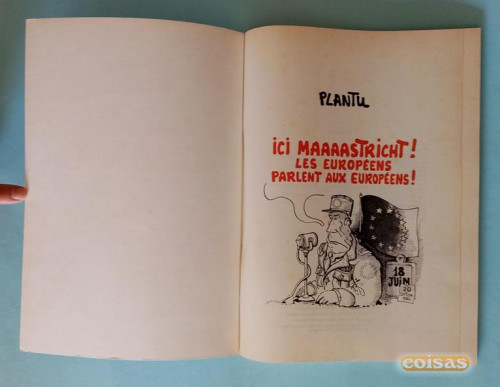 PLANTU
ici MAAAASTRICHT!
LES EUROPÉENS
PARLENT AUX EUROPÉENS!
18
JUIN
coisas